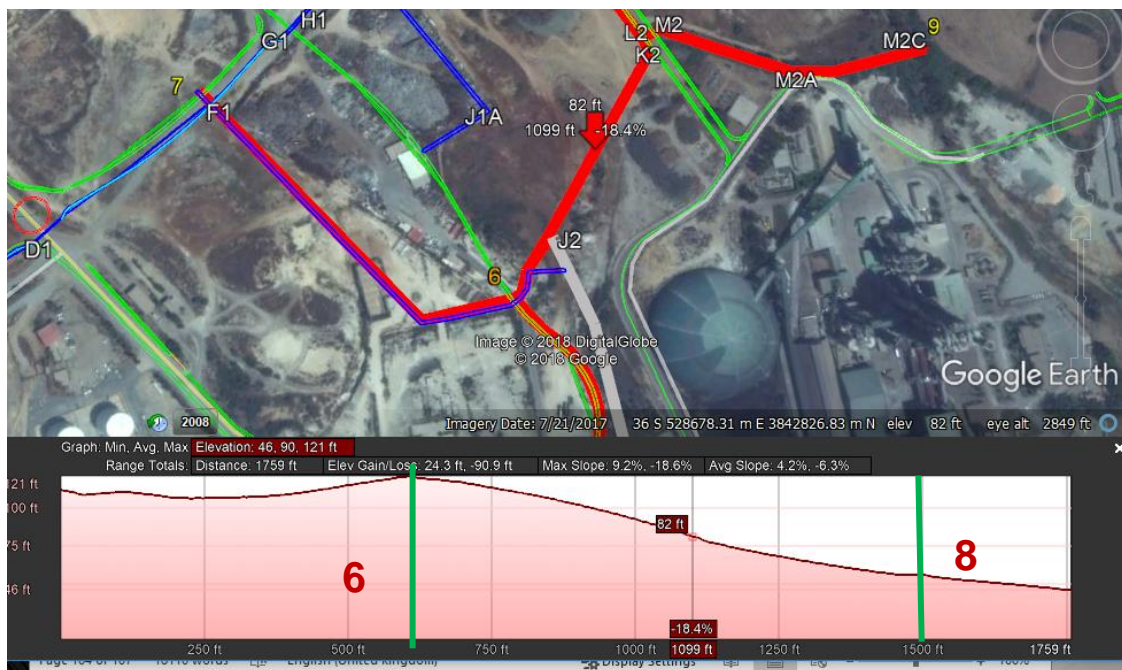 H1
G1
L2 M2
9
K2
M2C
M2A
7
F1
J1A
82 ft
1099 ft -18.4%
D1
J2
6
Image © 2018 DigitalGlobe
© 2018 Google
Google Earth
2008
Imagery Date: 7/21/2017 36 S 528678.31 m E 3842826.83 m N elev 82 ft eye alt 2849 ft
Graph: Min, Avg, Max Elevation: 46, 90, 121 ft
Range Totals: Distance: 1759 ft Elev Gain/Loss: 24.3 ft, -90.9 ft Max Slope: 9.2%, -18.6% Avg Slope: 4.2%, -6.3%
121 ft
100 ft
75 ft
46 ft
82 ft
6
8
-18.4%
250 ft 500 ft 750 ft 1000 ft 1099 ft 1250 ft 1500 ft 1759 ft
English (United Kingdom) Display Settings